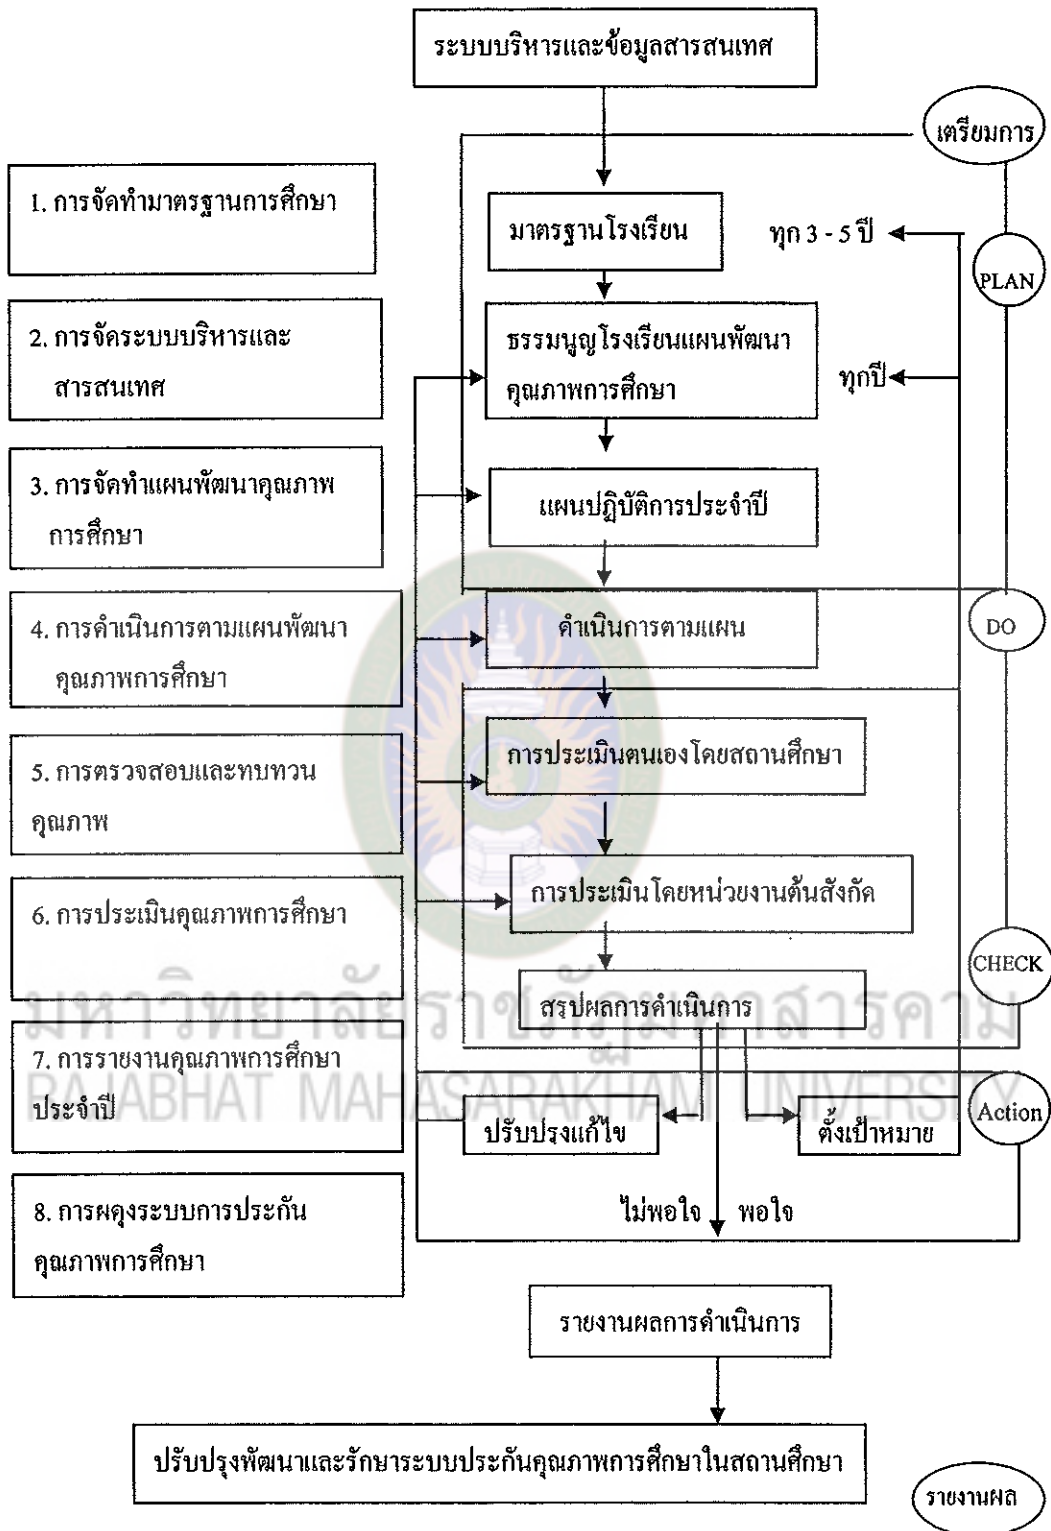 ระบบบริหารและข้อมูลสารสนเทศ
เตรียมการ
1. การจัดทำมาตรฐานการศึกษา
มาตรฐานโรงเรียน
ทุก 3 - 5 ปี
PLAN
2. การจัดระบบบริหารและ
สารสนเทศ
ธรรมนูญโรงเรียนแผนพัฒนา
คุณภาพการศึกษา
ทุกปี
3. การจัดทำแผนพัฒนาคุณภาพ
การศึกษา
แผนปฏิบัติการประจำปี
4. การดำเนินการตามแผนพัฒนา
คุณภาพการศึกษา
ดำเนินการตามแผน
DO
5. การตรวจสอบและทบทวน
คุณภาพ
การประเมินตนเองโดยสถานศึกษา
6. การประเมินคุณภาพการศึกษา
การประเมินโดยหน่วยงานต้นสังกัด
CHECK
สรุปผลการดำเนินการ
มหาวิทยาลัยราชภัฏมหาสารคาม
RAJABHAT MAHASARAKHAM UNIVERSITY
7. การรายงานคุณภาพการศึกษา
ประจำปี
ปรับปรุงแก้ไข
ตั้งเป้าหมาย
Action
8. การผดุงระบบการประกัน
คุณภาพการศึกษา
ไม่พอใจ
พอใจ
รายงานผลการดำเนินการ
ปรับปรุงพัฒนาและรักษาระบบประกันคุณภาพการศึกษาในสถานศึกษา
รายงานผล